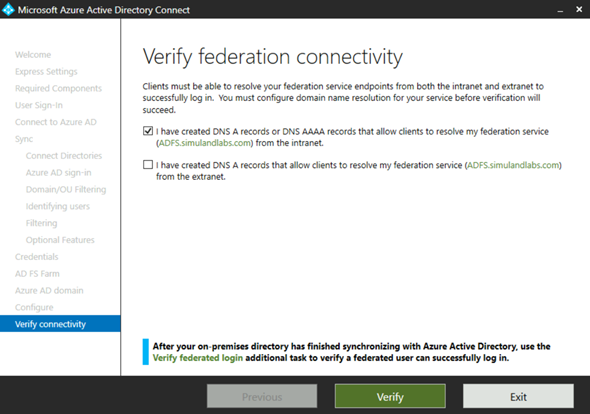 Microsoft Azure Active Directory Connect
Welcome
Express Settings
Required Components
User Sign-In
Connect to Azure AD
Sync
Connect Directories
Azure AD sign-in
Domain/OU Filtering
Identifying users
Filtering
Optional Features
Credentials
AD FS Farm
Azure AD domain
Configure
Verify connectivity
Verify federation connectivity
Clients must be able to resolve your federation service endpoints from both the intranet and extranet to
successfully log in. You must configure domain name resolution for your service before verification will
succeed.
I have created DNS A records or DNS AAAA records that allow clients to resolve my federation service
(ADFS.simulandlabs.com) from the intranet.
I have created DNS A records that allow clients to resolve my federation service (ADFS.simulandlabs.com)
from the extranet.
After your on-premises directory has finished synchronizing with Azure Active Directory, use the
Verify federated login additional task to verify a federated user can successfully log in.
Previous
Verify
Exit